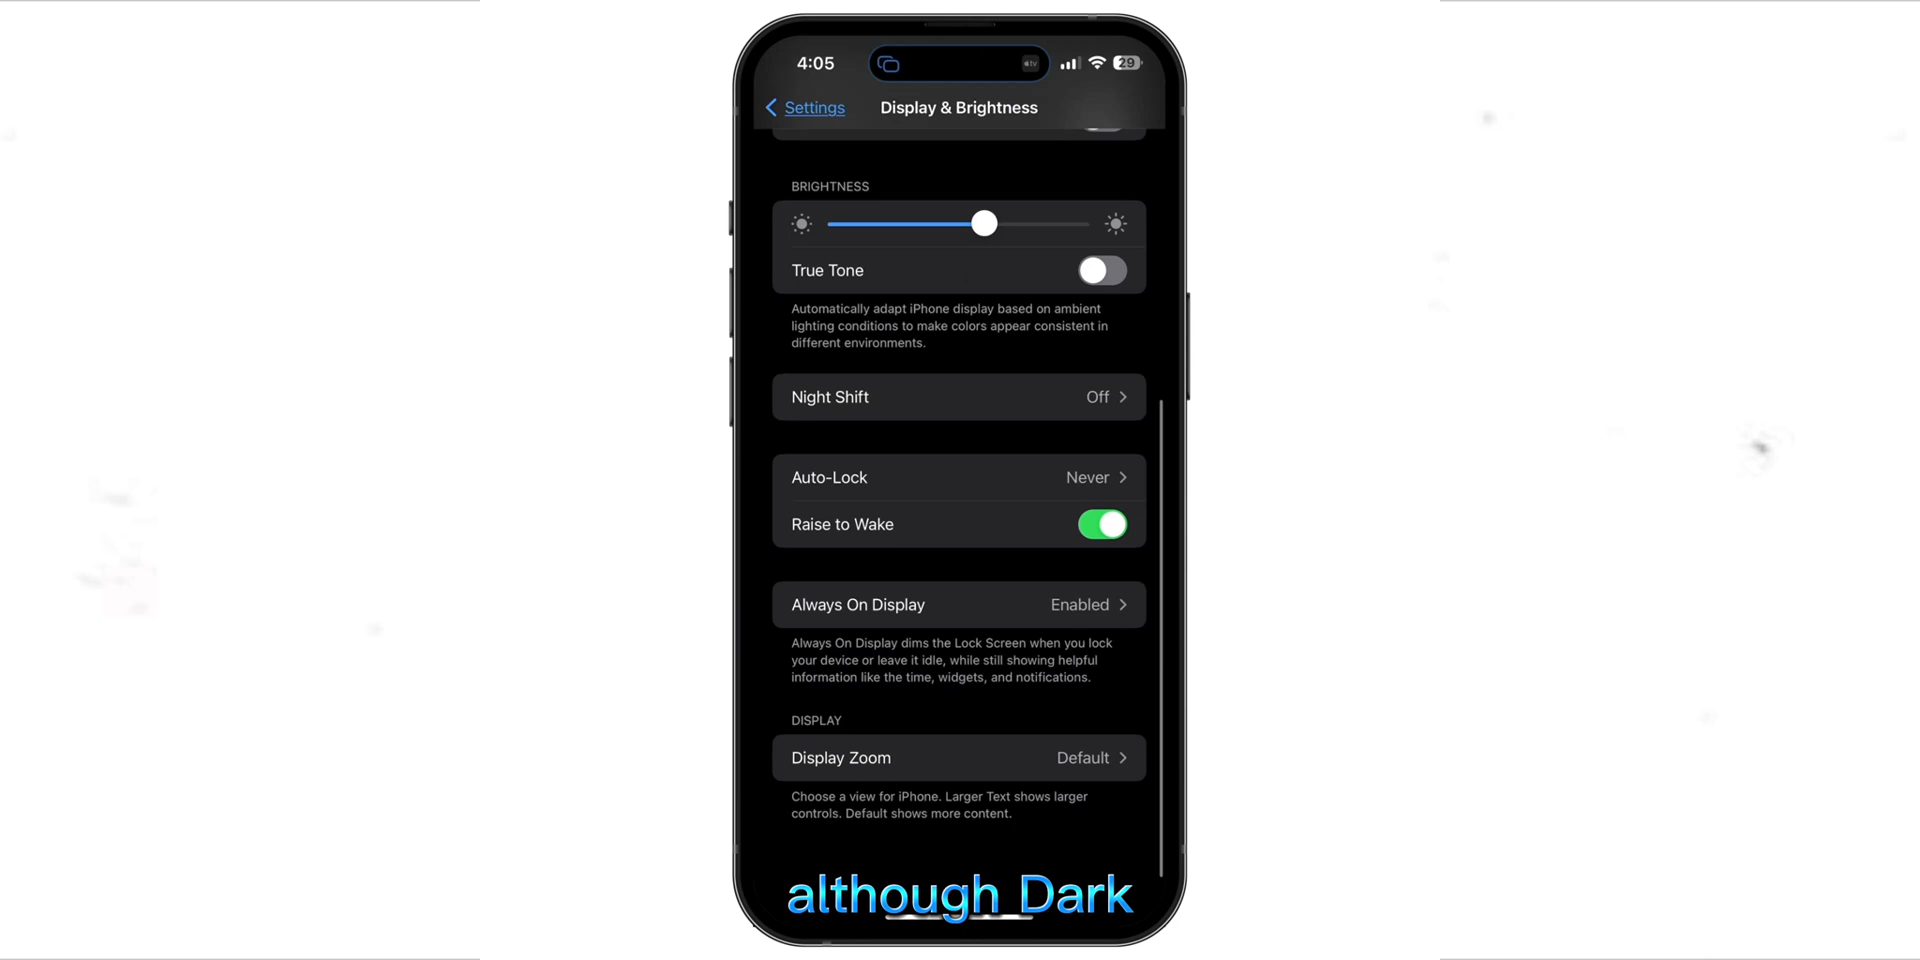 4:05
tv
29
Settings
Display & Brightness
BRIGHTNESS
True Tone
Automatically adapt iPhone display based on ambient
lighting conditions to make colors appear consistent in
different environments.
Night Shift Off
Auto-Lock Never
Raise to Wake
Always On Display Enabled
Always On Display dims the Lock Screen when you lock
your device or leave it idle, while still showing helpful
information like the time, widgets, and notifications.
DISPLAY
Display Zoom Default
Choose a view for iPhone. Larger Text shows larger
controls. Default shows more content.
although Dark